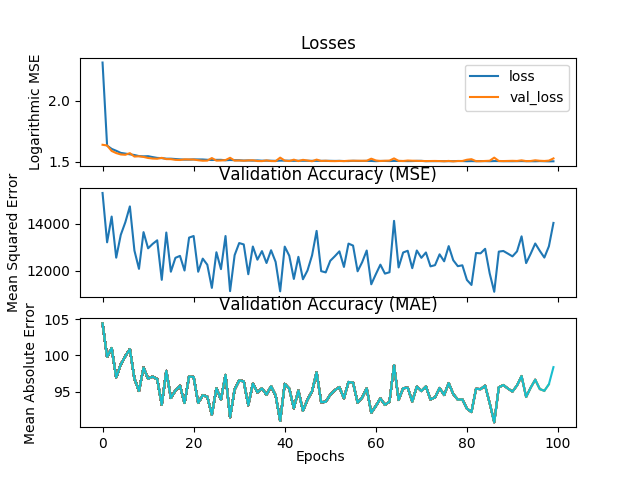 Losses
Logarithmic MSE
2.0
1.5
loss
val_loss
Validation Accuracy (MSE)
Mean Squared Error
14000
12000
Validation Accuracy (MAE)
Mean Absolute Error
105
100
95
0 20 40 60 80 100
Epochs